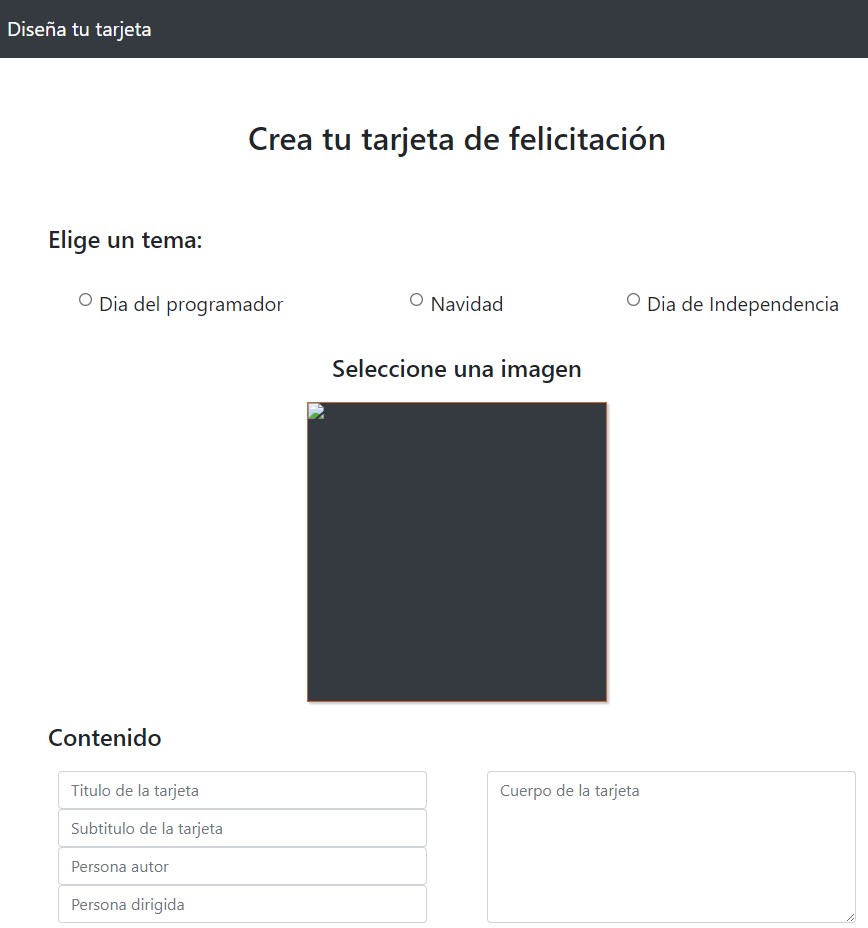 Diseña tu tarjeta
Crea tu tarjeta de felicitación
Elige un tema:
Dia del programador
Navidad
Dia de Independencia
Seleccione una imagen
Contenido
Titulo de la tarjeta
Subtitulo de la tarjeta
Persona autor
Persona dirigida
Cuerpo de la tarjeta